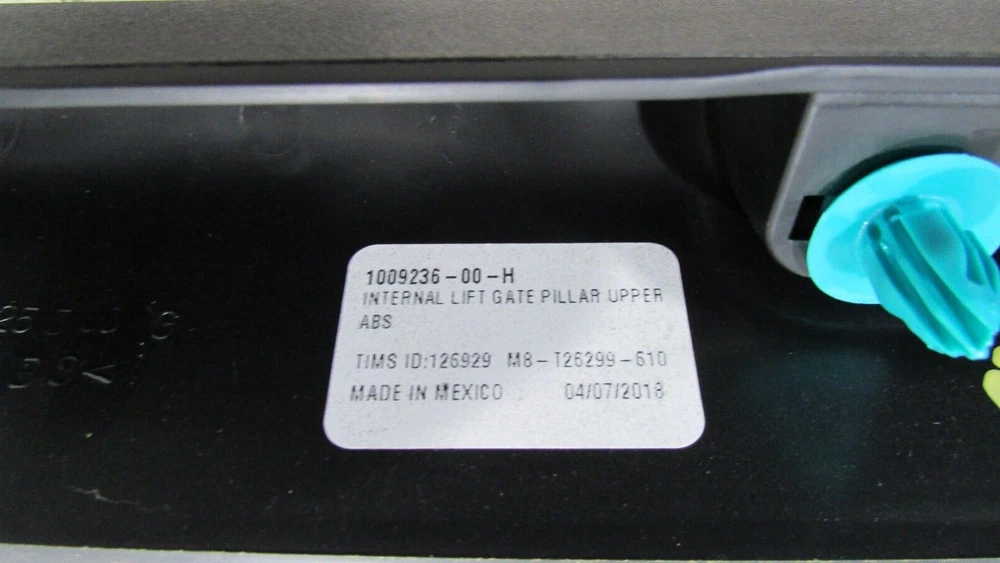 1009236-00-H
INTERNAL LIFT GATE PILLAR UPPER
ABS
TIMS ID:126929 M8-126299-610
MADE IN MEXICO 04/07/2018